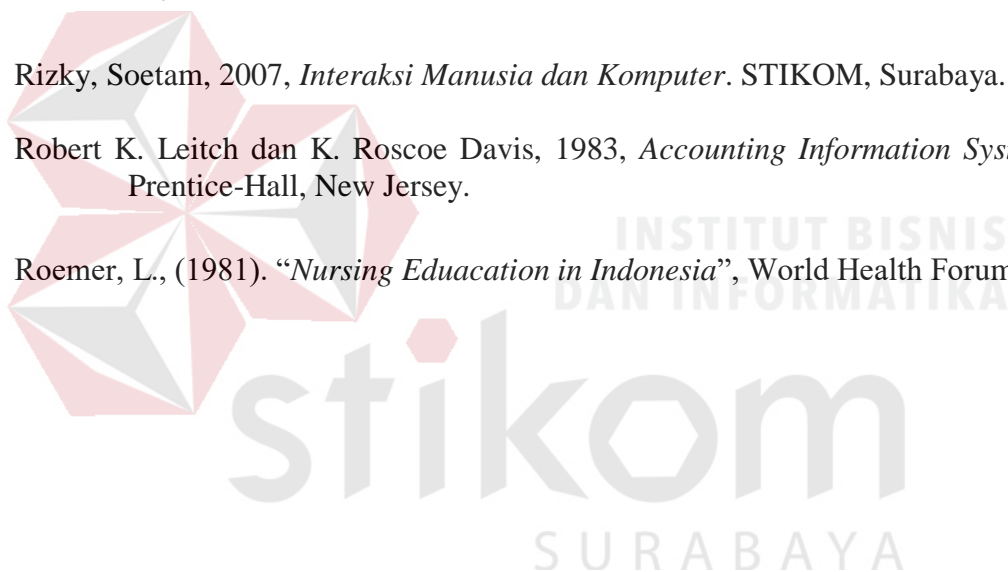 Rizky, Soetam, 2007, Interaksi Manusia dan Komputer. STIKOM, Surabaya.
Robert K. Leitch dan K. Roscoe Davis, 1983, Accounting Information
Prentice-Hall, New Jersey.
INSTITUT BISNIS
Roemer, L., (1981). “Nursing Eduacation in Indonesia”, World Health Forum
DAN INFORMATIKA
stikom
SURABAYA